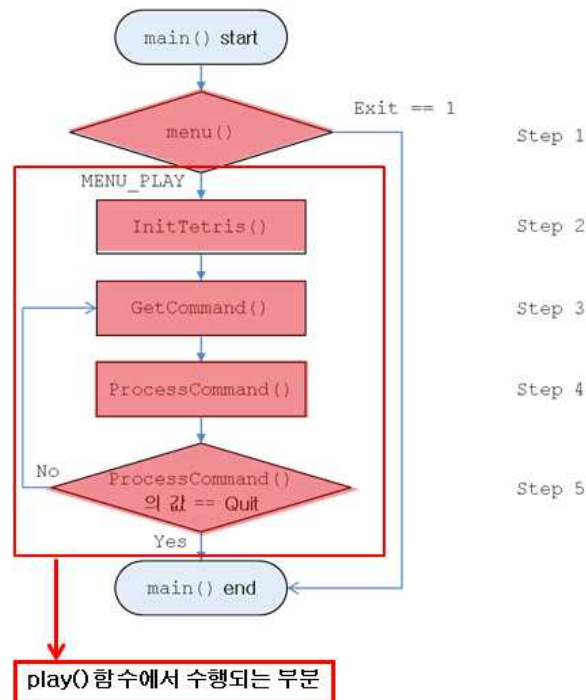 main() start
Exit == 1
menu()
Step 1
MENU_PLAY
InitTetris()
Step 2
GetCommand()
Step 3
ProcessCommand()
Step 4
No
ProcessCommand()
의 값 == Quit
Step 5
Yes
main() end
play()함수에서 수행되는 부분